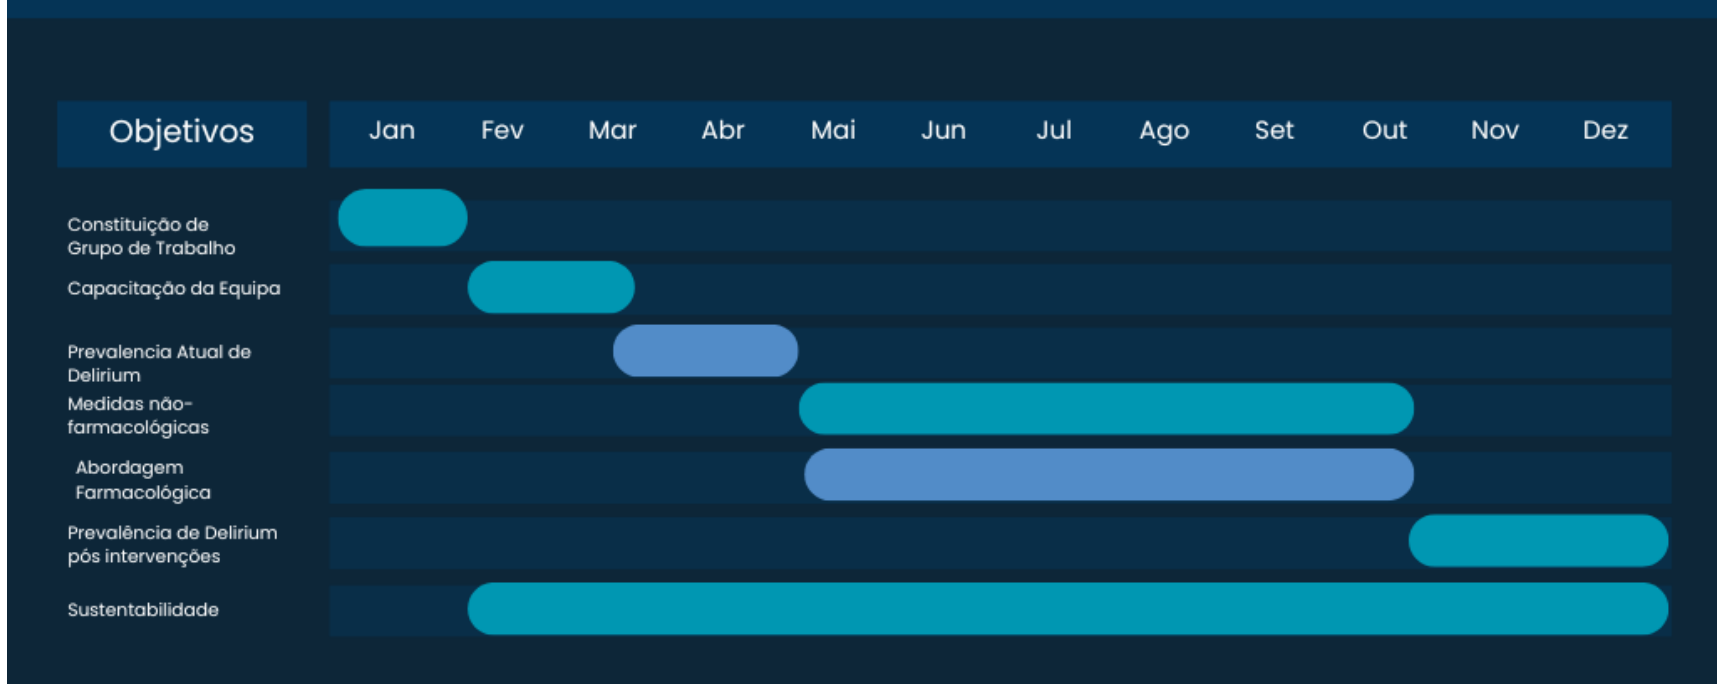 Objetivos
Jan Fev Mar Abr Mai Jun Jul Ago Set Out Nov Dez
Constituição de
Grupo de Trabalho
Capacitação da Equipa
Prevalencia Atual de
Delirium
Medidas não-
farmacológicas
Abordagem
Farmacológica
Prevalência de Delirium
pós intervenções
Sustentabilidade